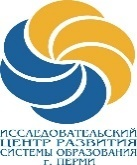 ИССЛЕДОВАТЕЛЬСКИЙ
ЦЕНТР РАЗВИТИЯ
СИСТЕМЫ ОБРАЗОВАНИЯ
г. ПЕРМИ